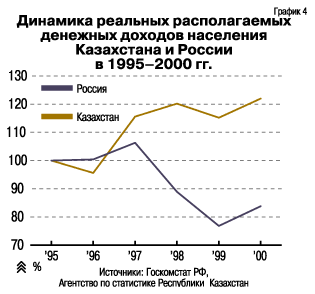 График 4
Динамика реальных располагаемых
денежных доходов населения
Казахстана и России
в 1995–2000 гг.
130
120
110
100
90
80
70
Россия
Казахстан
'95 '96 '97 '98 '99 '00
%
Источники: Госкомстат РФ,
Агентство по статистике Республики Казахстан